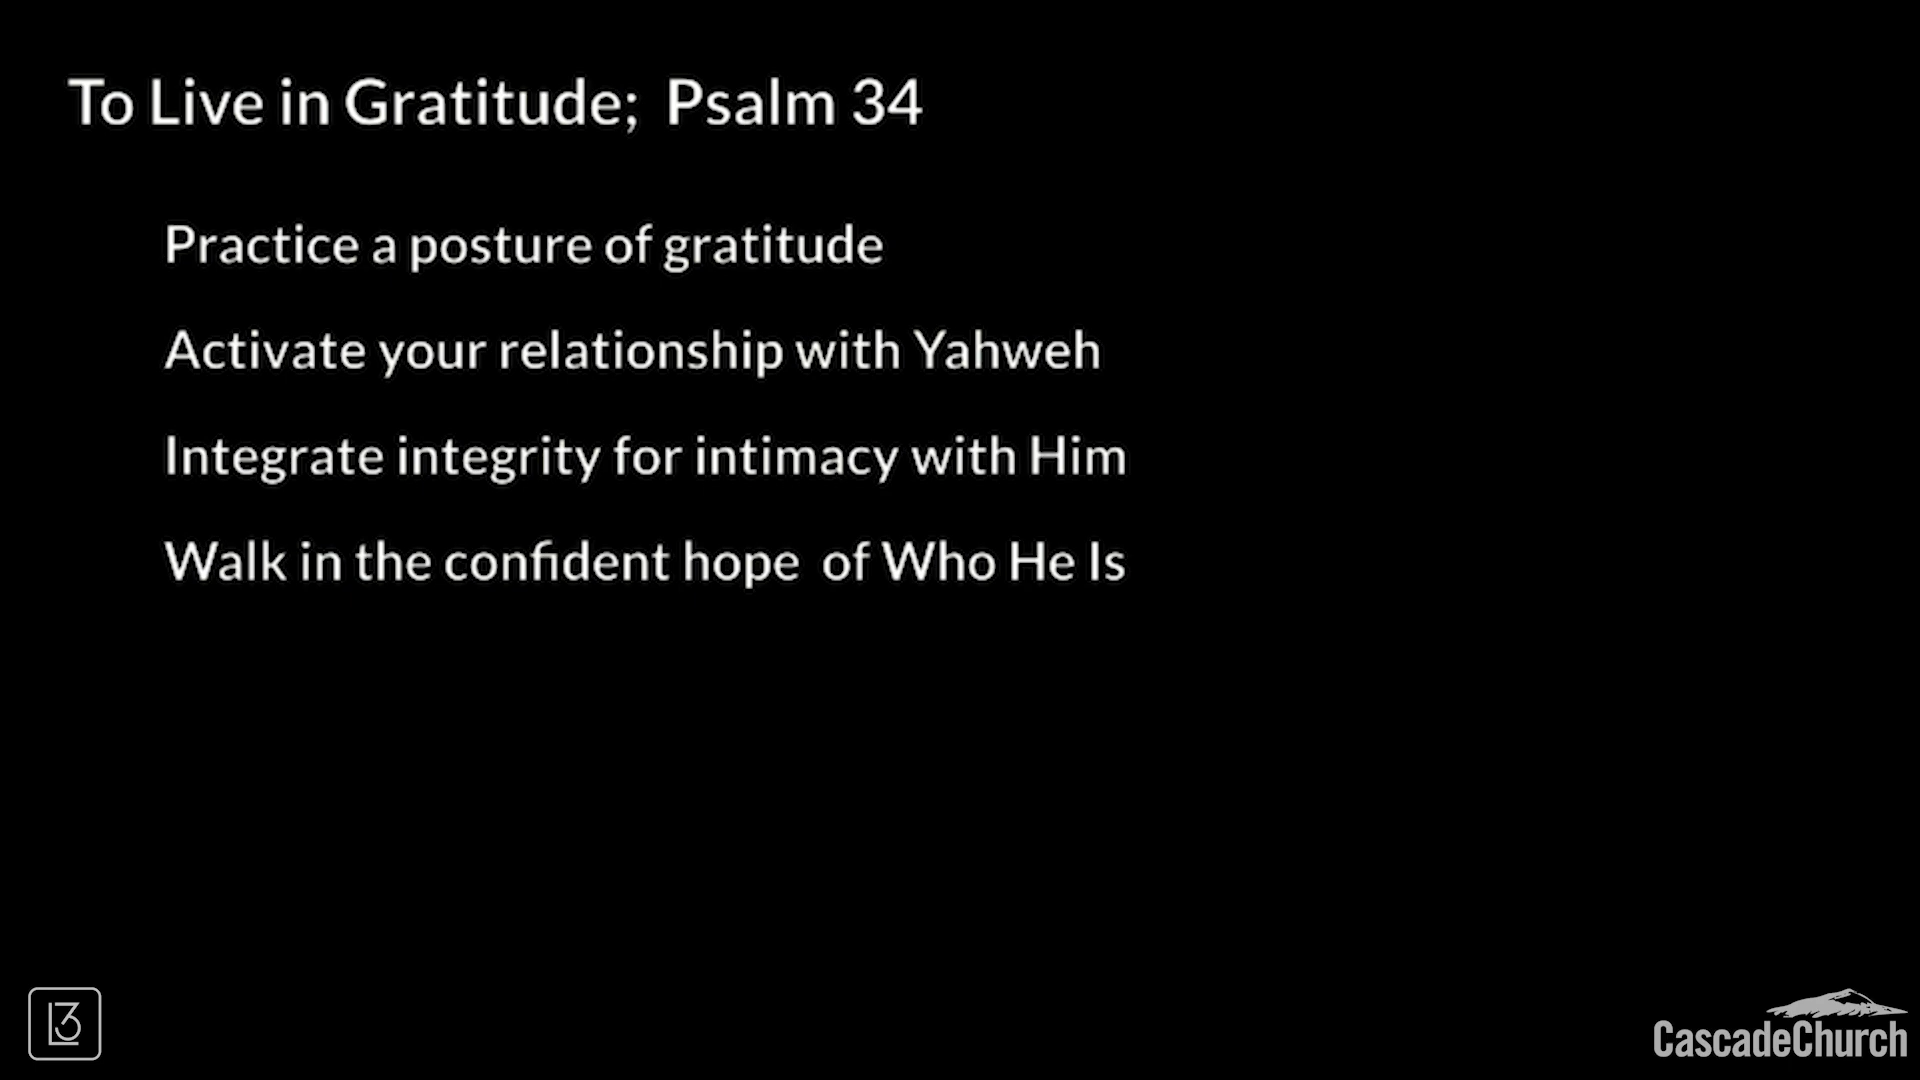 To Live in Gratitude;  Psalm 34
Practice a posture of gratitude
Activate your relationship with Yahweh
Integrate integrity for intimacy with Him
Walk in the confident hope  of Who He Is
L3
CascadeChurch